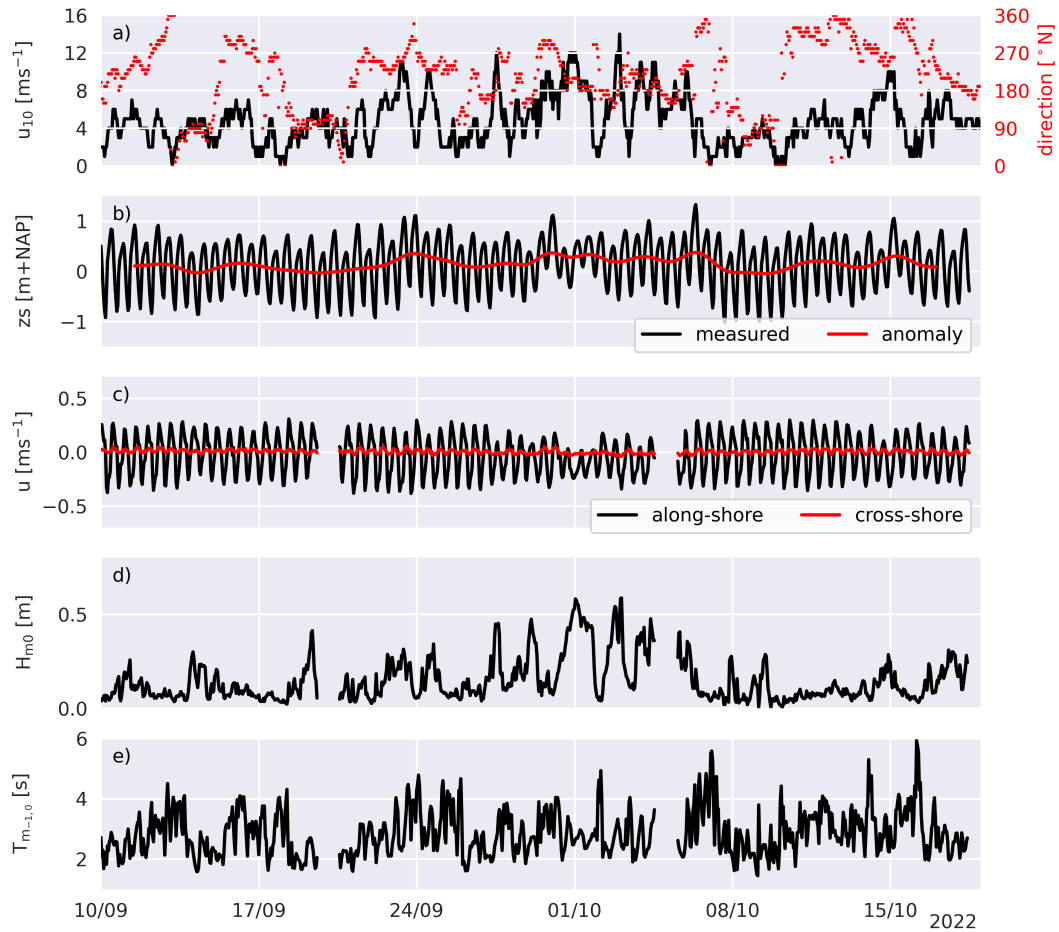 a)
16
12
8
4
0
u10 [ms−1]
360
270
180
90
0
direction [°N]
b)
1
0
−1
zs [m+NAP]
measured
anomaly
c)
0.5
0.0
−0.5
u [ms−1]
along-shore
cross-shore
d)
0.5
0.0
Hm0 [m]
e)
6
4
2
Tm−1,0 [s]
10/09 17/09 24/09 01/10 08/10 15/10
2022